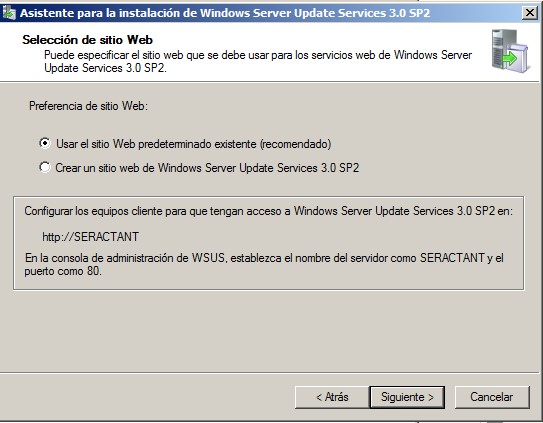 Asistente para la instalación de Windows Server Update Services 3.0 SP2
Selección de sitio Web
Puede especificar el sitio web que se debe usar para los servicios web de Windows Server
Update Services 3.0 SP2.
Preferencia de sitio Web:
Usar el sitio Web predeterminado existente (recomendado)
Crear un sitio web de Windows Server Update Services 3.0 SP2
Configurar los equipos cliente para que tengan acceso a Windows Server Update Services 3.0 SP2 en:
http://SERACTANT
En la consola de administración de WSUS, establezca el nombre del servidor como SERACTANT y el
puerto como 80.
< Atrás
Siguiente >
Cancelar